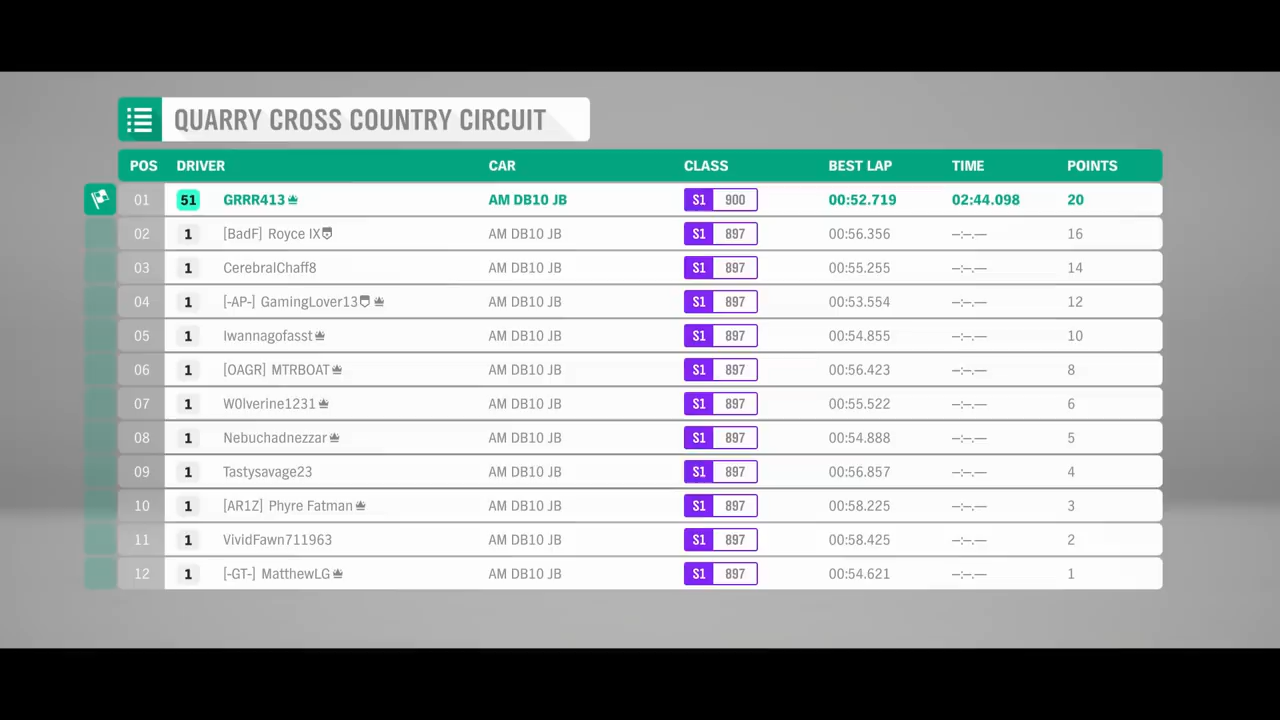 QUARRY CROSS COUNTRY CIRCUIT
POS DRIVER CAR CLASS BEST LAP TIME POINTS
01 51 GRRR413 AM DB10 JB S1 900 00:52.719 02:44.098 20
02 1 [BadF] Royce IX AM DB10 JB S1 897 00:56.356 –:–.–– 16
03 1 CerebralChaff8 AM DB10 JB S1 897 00:55.255 –:–.–– 14
04 1 [-AP-] GamingLover13 AM DB10 JB S1 897 00:53.554 –:–.–– 12
05 1 Iwannagofasst AM DB10 JB S1 897 00:54.855 –:–.–– 10
06 1 [OAGR] MTRBOAT AM DB10 JB S1 897 00:56.423 –:–.–– 8
07 1 W0lverine1231 AM DB10 JB S1 897 00:55.522 –:–.–– 6
08 1 Nebuchadnezzar AM DB10 JB S1 897 00:54.888 –:–.–– 5
09 1 Tastysavage23 AM DB10 JB S1 897 00:56.857 –:–.–– 4
10 1 [AR1Z] Phyre Fatman AM DB10 JB S1 897 00:58.225 –:–.–– 3
11 1 VividFawn711963 AM DB10 JB S1 897 00:58.425 –:–.–– 2
12 1 [-GT-] MatthewLG AM DB10 JB S1 897 00:54.621 –:–.–– 1